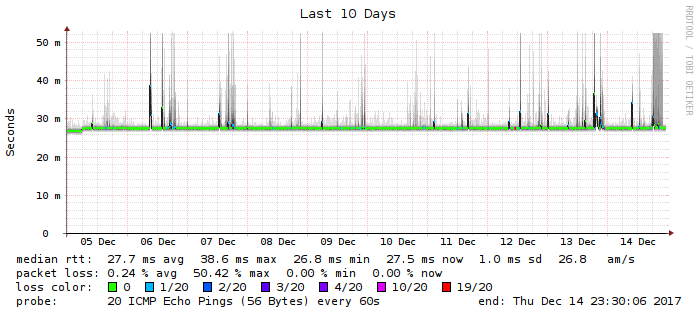 Last 10 Days
RRDTOOL / TOBI OETIKER
Seconds
50 m
40 m
30 m
20 m
10 m
0
05 Dec 06 Dec 07 Dec 08 Dec 09 Dec 10 Dec 11 Dec 12 Dec 13 Dec 14 Dec
median rtt: 27.7 ms avg 38.6 ms max 26.8 ms min 27.5 ms now 1.0 ms sd 26.8 am/s
packet loss: 0.24 % avg 50.42 % max 0.00 % min 0.00 % now
loss color: 0 1/20 2/20 3/20 4/20 10/20 19/20
probe: 20 ICMP Echo Pings (56 Bytes) every 60s end: Thu Dec 14 23:30:06 2017